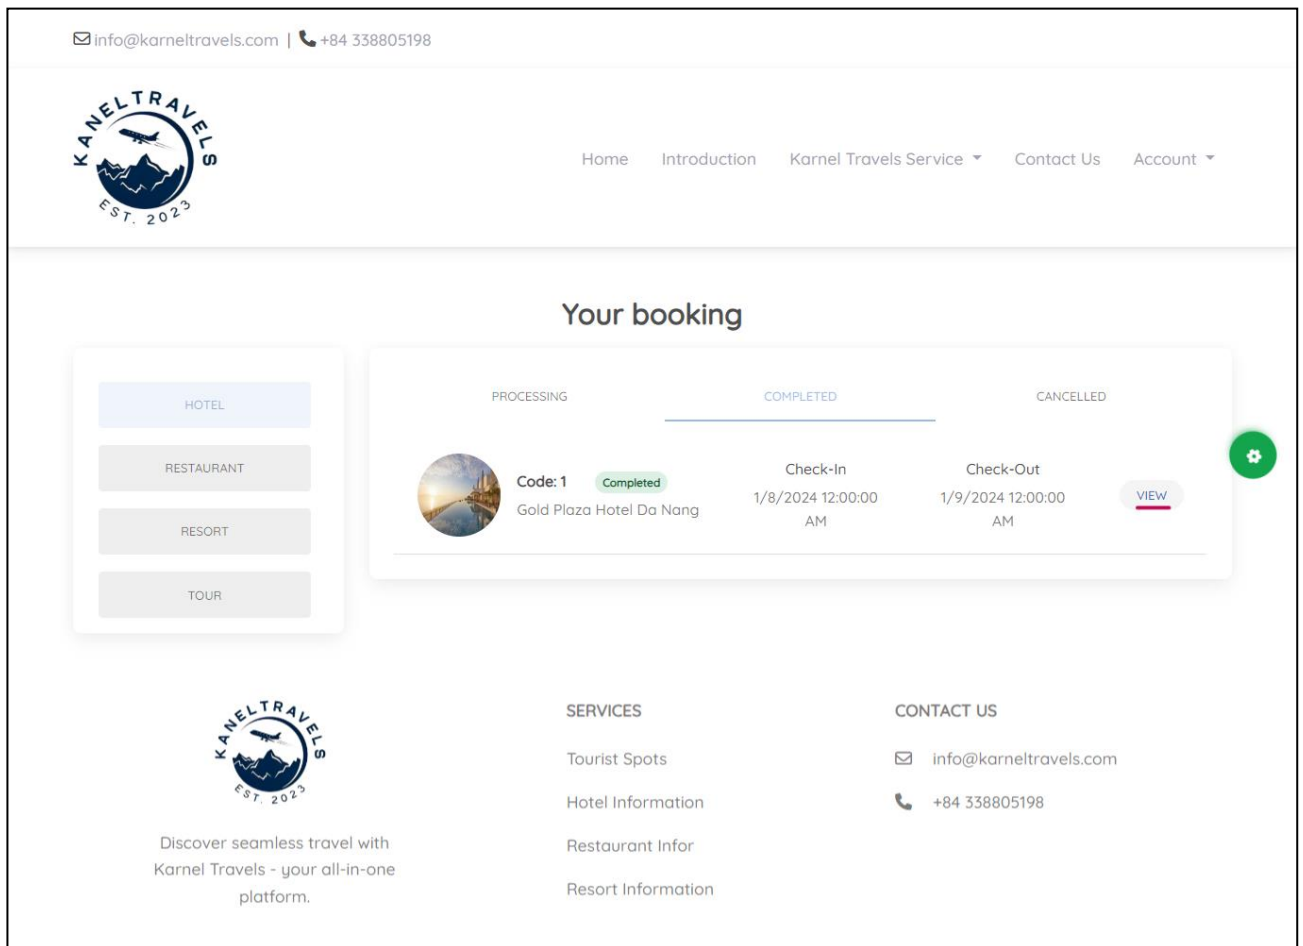 info@karneltravels.com | +84 338805198
KANELTRAVELS
EST. 2023
Home Introduction Karnel Travels Service Contact Us Account
Your booking
HOTEL
RESTAURANT
RESORT
TOUR
PROCESSING COMPLETED CANCELLED
Code: 1 Completed
Gold Plaza Hotel Da Nang
Check-In
1/8/2024 12:00:00
AM
Check-Out
1/9/2024 12:00:00
AM
VIEW
KANELTRAVELS
EST. 2023
Discover seamless travel with
Karnel Travels - your all-in-one
platform.
SERVICES
Tourist Spots
Hotel Information
Restaurant Infor
Resort Information
CONTACT US
info@karneltravels.com
+84 338805198